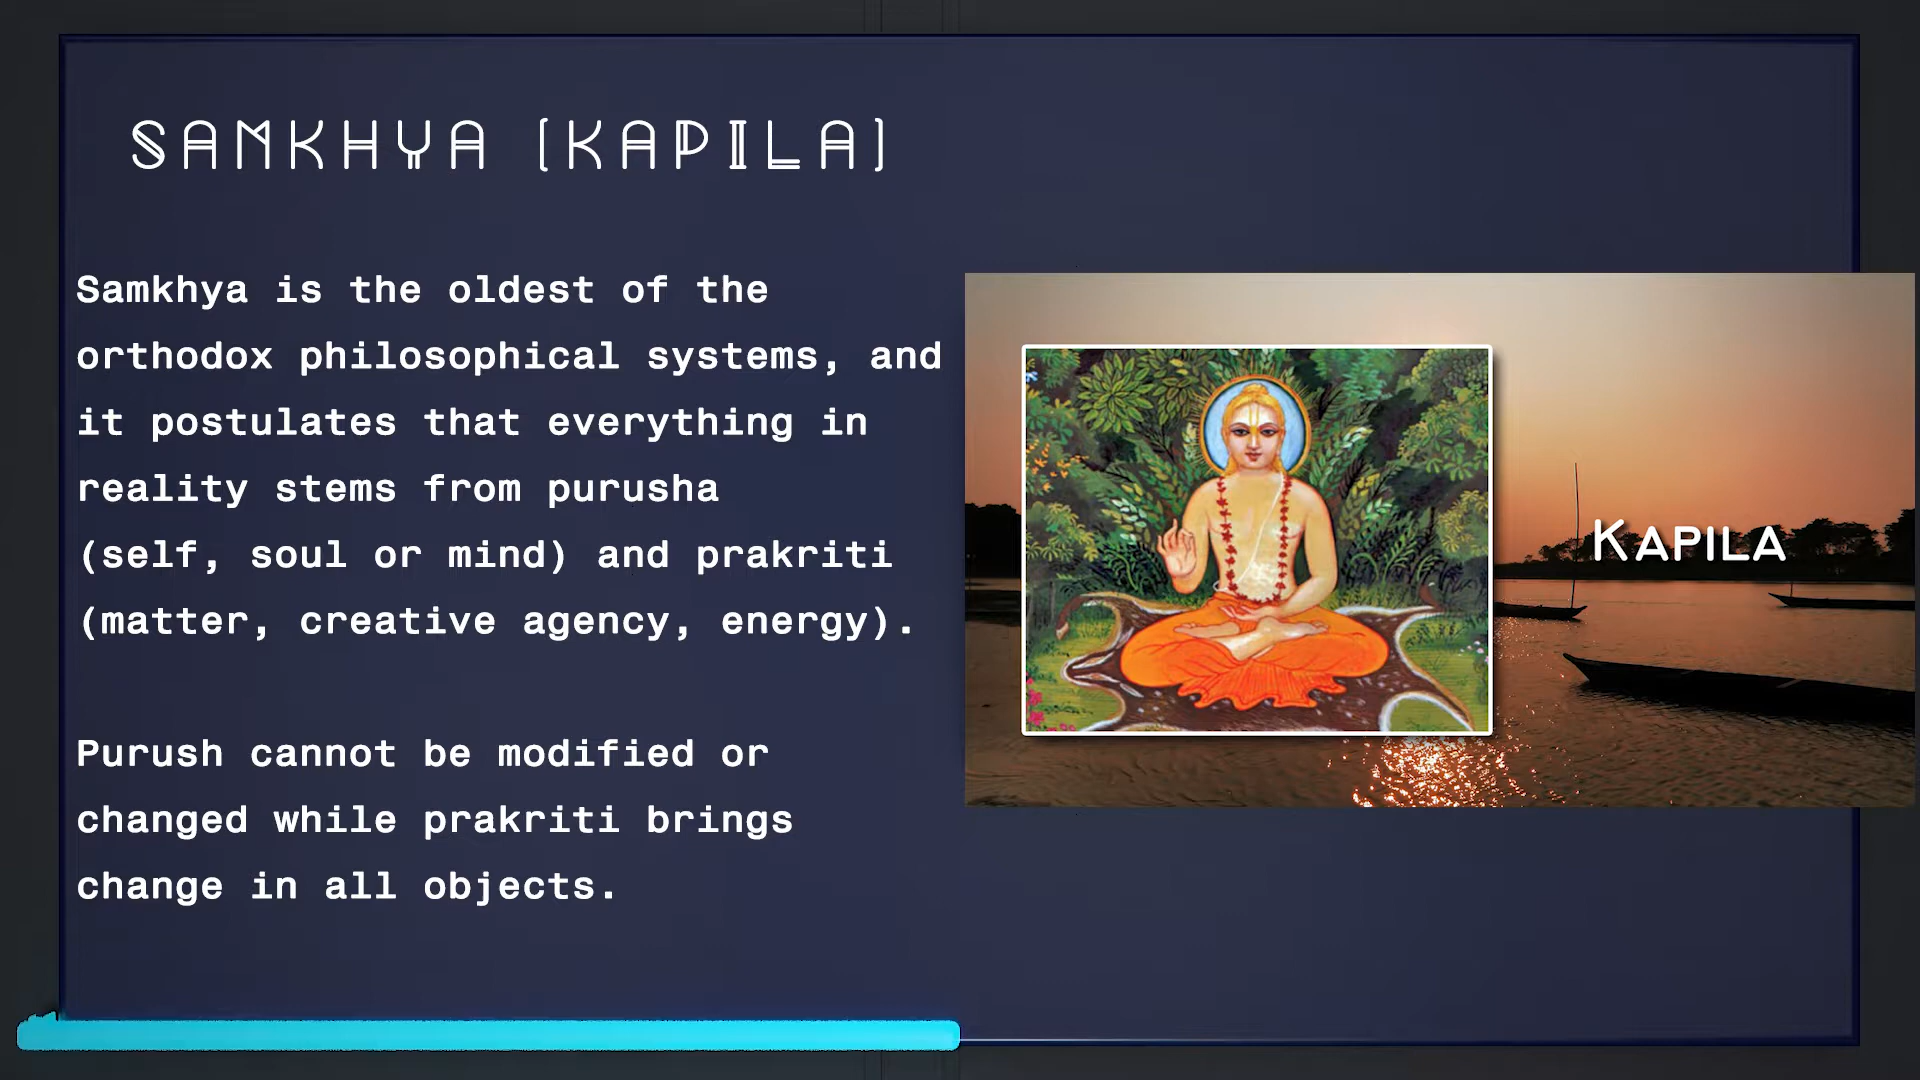 SAMKHYA (KAPILA)
Samkhya is the oldest of the
orthodox philosophical systems, and
it postulates that everything in
reality stems from purusha
(self, soul or mind) and prakriti
(matter, creative agency, energy).
Purush cannot be modified or
changed while prakriti brings
change in all objects.
KAPILA